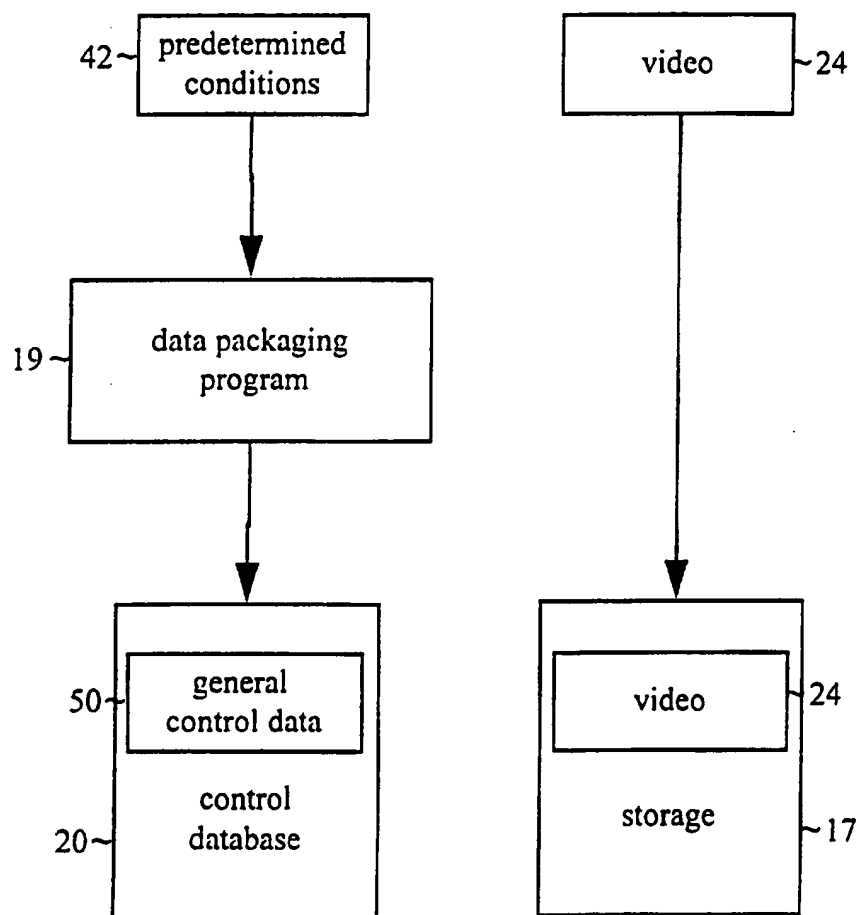 42 predetermined
conditions
video 24
19 data packaging
program
50 general
control data
video 24
control
20 database
storage 17